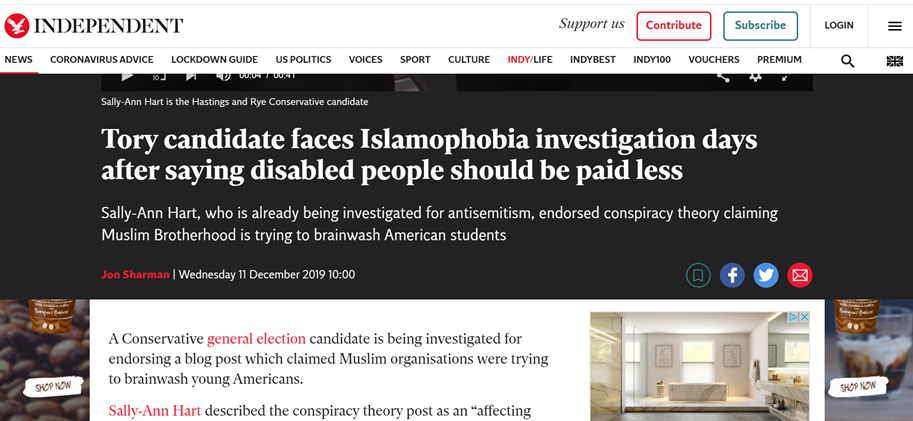 INDEPENDENT
Support us
Contribute
Subscribe
LOGIN
NEWS CORONAVIRUS ADVICE LOCKDOWN GUIDE US POLITICS VOICES SPORT CULTURE INDY/LIFE INDYBEST INDY100 VOUCHERS PREMIUM
10 00:04 / 00:41
Sally-Ann Hart is the Hastings and Rye Conservative candidate
Tory candidate faces Islamophobia investigation days
after saying disabled people should be paid less
Sally-Ann Hart, who is already being investigated for antisemitism, endorsed conspiracy theory claiming
Muslim Brotherhood is trying to brainwash American students
Jon Sharman | Wednesday 11 December 2019 10:00
A Conservative general election candidate is being investigated for
endorsing a blog post which claimed Muslim organisations were trying
to brainwash young Americans.
Sally-Ann Hart described the conspiracy theory post as an “affecting
SHOP NOW
SHOP NOW